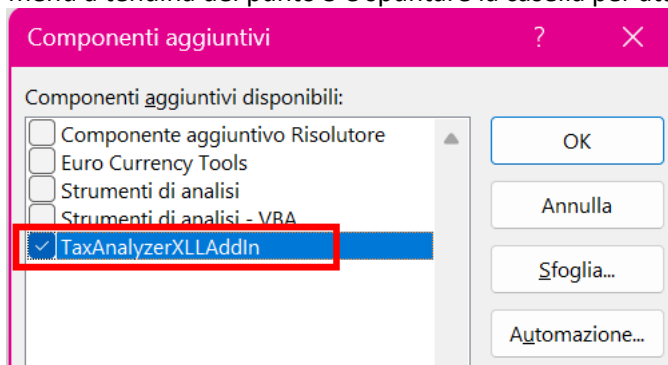 Componenti aggiuntivi ? ×
Componenti aggiuntivi disponibili:
Componente aggiuntivo Risolutore
Euro Currency Tools
Strumenti di analisi
Strumenti di analisi - VBA
TaxAnalyzerXLLAddIn
OK
Annulla
Sfoglia...
Automazione...